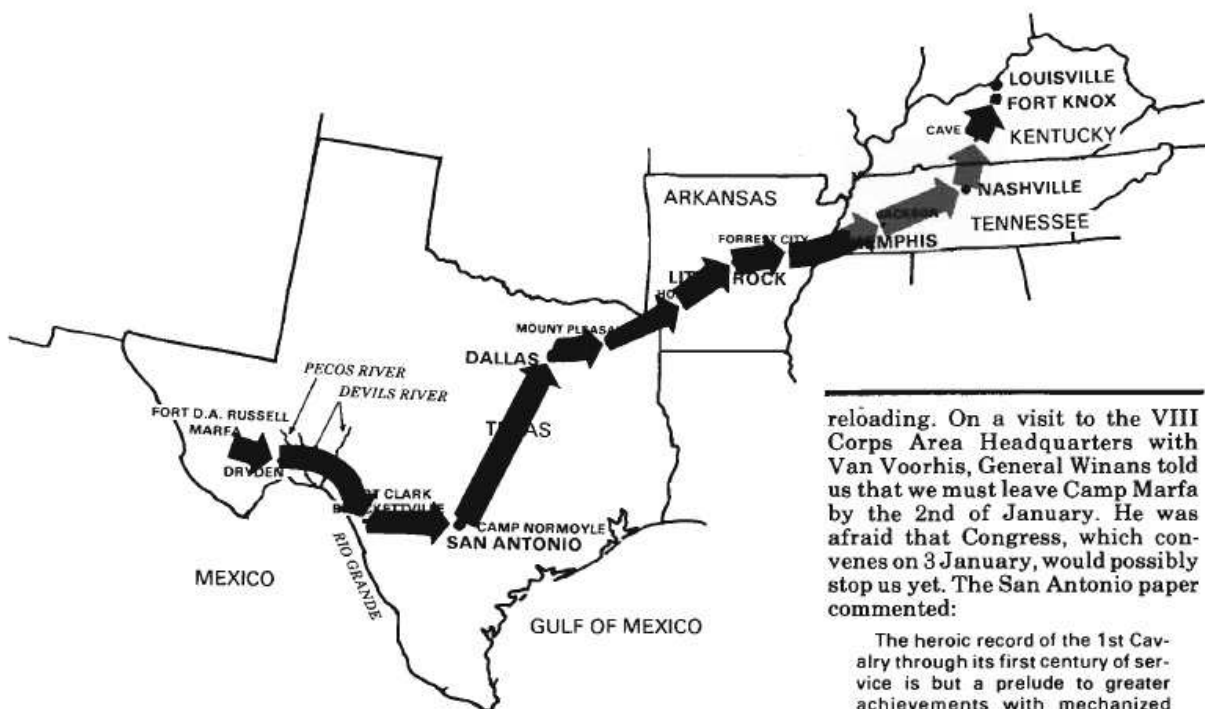 LOUISVILLE
FORT KNOX
CAVE
KENTUCKY
NASHVILLE
TENNESSEE
ARKANSAS
FORREST CITY
ROCK
MOUNT
DALLAS
PECOS RIVER
DEVILS RIVER
FORT D.A. RUSSELL
MARFA
DRYDEN
CLARK
CAMP NORMOYLE
SAN ANTONIO
MEXICO
RIO GRANDE
GULF OF MEXICO
reloading. On a visit to the VIII
Corps Area Headquarters with
Van Voorhis, General Winans told
us that we must leave Camp Marfa
by the 2nd of January. He was
afraid that Congress, which con-
venes on 3 January, would possibly
stop us yet. The San Antonio paper
commented:
The heroic record of the 1st Cav-
alry through its first century of ser-
vice is but a prelude to greater
achievements with mechanized